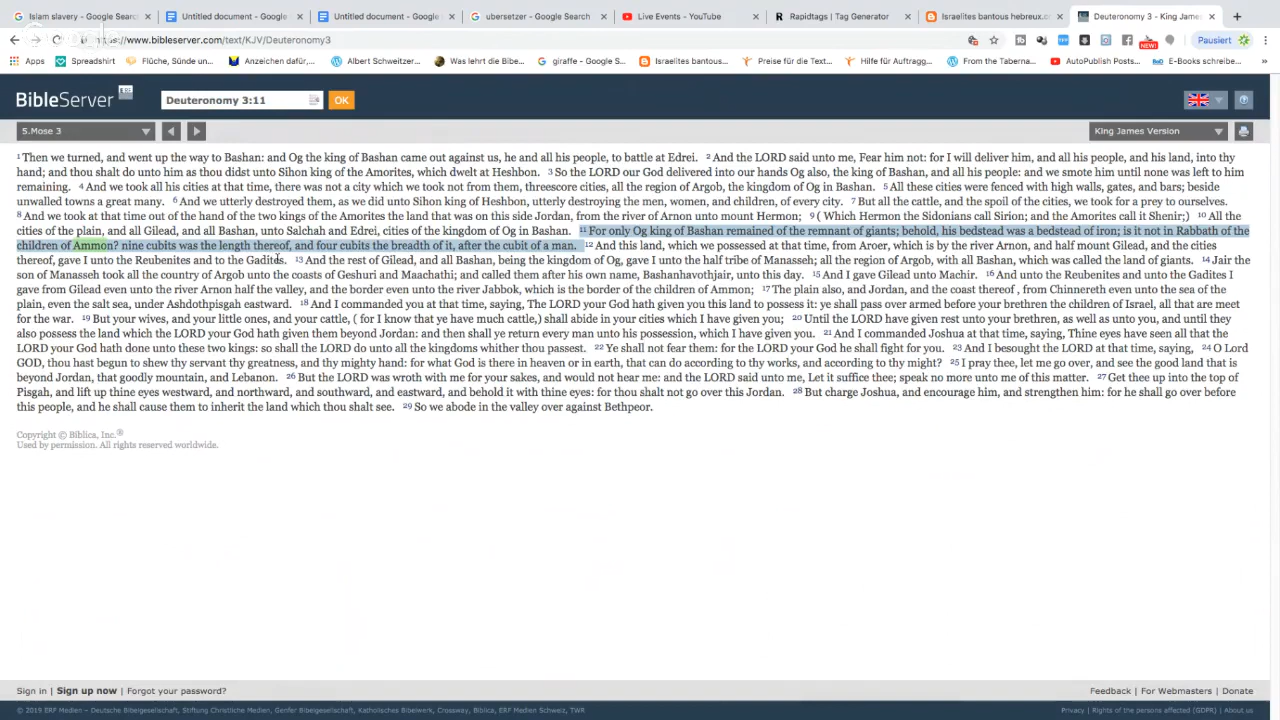 Islam slavery - Google Searc
Untitled document - Google
Untitled document - Google
ubersetzer - Google Search
Live Events - YouTube
Rapidtags | Tag Generator
Israelites bantous hebreux.co
Deuteronomy 3 - King James
https://www.bibleserver.com/text/KJV/Deuteronomy3
NEW!
Pausiert
Apps
Spreadshirt
Flüche, Sünde un...
Anzeichen dafür,...
Albert Schweitzer...
Was lehrt die Bibe...
giraffe - Google S...
Israelites bantous...
Preise für die Text...
Hilfe für Auftragg...
From the Taberna...
AutoPublish Posts...
E-Books schreibe...
»
BibleServer
ERF
Deuteronomy 3:11
OK
5.Mose 3
King James Version
1 Then we turned, and went up the way to Bashan: and Og the king of Bashan came out against us, he and all his people, to battle at Edrei. 2 And the LORD said unto me, Fear him not: for I will deliver him, and all his people, and his land, into thy
hand; and thou shalt do unto him as thou didst unto Sihon king of the Amorites, which dwelt at Heshbon. 3 So the LORD our God delivered into our hands Og also, the king of Bashan, and all his people: and we smote him until none was left to him
remaining. 4 And we took all his cities at that time, there was not a city which we took not from them, threescore cities, all the region of Argob, the kingdom of Og in Bashan. 5 All these cities were fenced with high walls, gates, and bars; beside
unwalled towns a great many. 6 And we utterly destroyed them, as we did unto Sihon king of Heshbon, utterly destroying the men, women, and children, of every city. 7 But all the cattle, and the spoil of the cities, we took for a prey to ourselves.
8 And we took at that time out of the hand of the two kings of the Amorites the land that was on this side Jordan, from the river of Arnon unto mount Hermon; 9 ( Which Hermon the Sidonians call Sirion; and the Amorites call it Shenir;) 10 All the
cities of the plain, and all Gilead, and all Bashan, unto Salchah and Edrei, cities of the kingdom of Og in Bashan. 11 For only Og king of Bashan remained of the remnant of giants; behold, his bedstead was a bedstead of iron; is it not in Rabbath of the
children of Ammon? nine cubits was the length thereof, and four cubits the breadth of it, after the cubit of a man. 12 And this land, which we possessed at that time, from Aroer, which is by the river Arnon, and half mount Gilead, and the cities
thereof, gave I unto the Reubenites and to the Gadites. 13 And the rest of Gilead, and all Bashan, being the kingdom of Og, gave I unto the half tribe of Manasseh; all the region of Argob, with all Bashan, which was called the land of giants. 14 Jair the
son of Manasseh took all the country of Argob unto the coasts of Geshuri and Maachathi; and called them after his own name, Bashanhavothjair, unto this day. 15 And I gave Gilead unto Machir. 16 And unto the Reubenites and unto the Gadites I
gave from Gilead even unto the river Arnon half the valley, and the border even unto the river Jabbok, which is the border of the children of Ammon; 17 The plain also, and Jordan, and the coast thereof , from Chinnereth even unto the sea of the
plain, even the salt sea, under Ashdothpisgah eastward. 18 And I commanded you at that time, saying, The LORD your God hath given you this land to possess it: ye shall pass over armed before your brethren the children of Israel, all that are meet
for the war. 19 But your wives, and your little ones, and your cattle, ( for I know that ye have much cattle,) shall abide in your cities which I have given you; 20 Until the LORD have given rest unto your brethren, as well as unto you, and until they
also possess the land which the LORD your God hath given them beyond Jordan: and then shall ye return every man unto his possession, which I have given you. 21 And I commanded Joshua at that time, saying, Thine eyes have seen all that the
LORD your God hath done unto these two kings: so shall the LORD do unto all the kingdoms whither thou passest. 22 Ye shall not fear them: for the LORD your God he shall fight for you. 23 And I besought the LORD at that time, saying, 24 O Lord
GOD, thou hast begun to shew thy servant thy greatness, and thy mighty hand: for what God is there in heaven or in earth, that can do according to thy works, and according to thy might? 25 I pray thee, let me go over, and see the good land that is
beyond Jordan, that goodly mountain, and Lebanon. 26 But the LORD was wroth with me for your sakes, and would not hear me: and the LORD said unto me, Let it suffice thee; speak no more unto me of this matter. 27 Get thee up into the top of
Pisgah, and lift up thine eyes westward, and northward, and southward, and eastward, and behold it with thine eyes: for thou shalt not go over this Jordan. 28 But charge Joshua, and encourage him, and strengthen him: for he shall go over before
this people, and he shall cause them to inherit the land which thou shalt see. 29 So we abode in the valley over against Bethpeor.
Copyright © Biblica, Inc.®
Used by permission. All rights reserved worldwide.
Sign in | Sign up now | Forgot your password?
Feedback | For Webmasters | Donate
© 2019 ERF Medien – Deutsche Bibelgesellschaft, Stiftung Christliche Medien, Genfer Bibelgesellschaft, Katholisches Bibelwerk, Crossway, Biblica, ERF Medien Schweiz, TWR
Privacy | Rights of the persons affected (GDPR) | About us